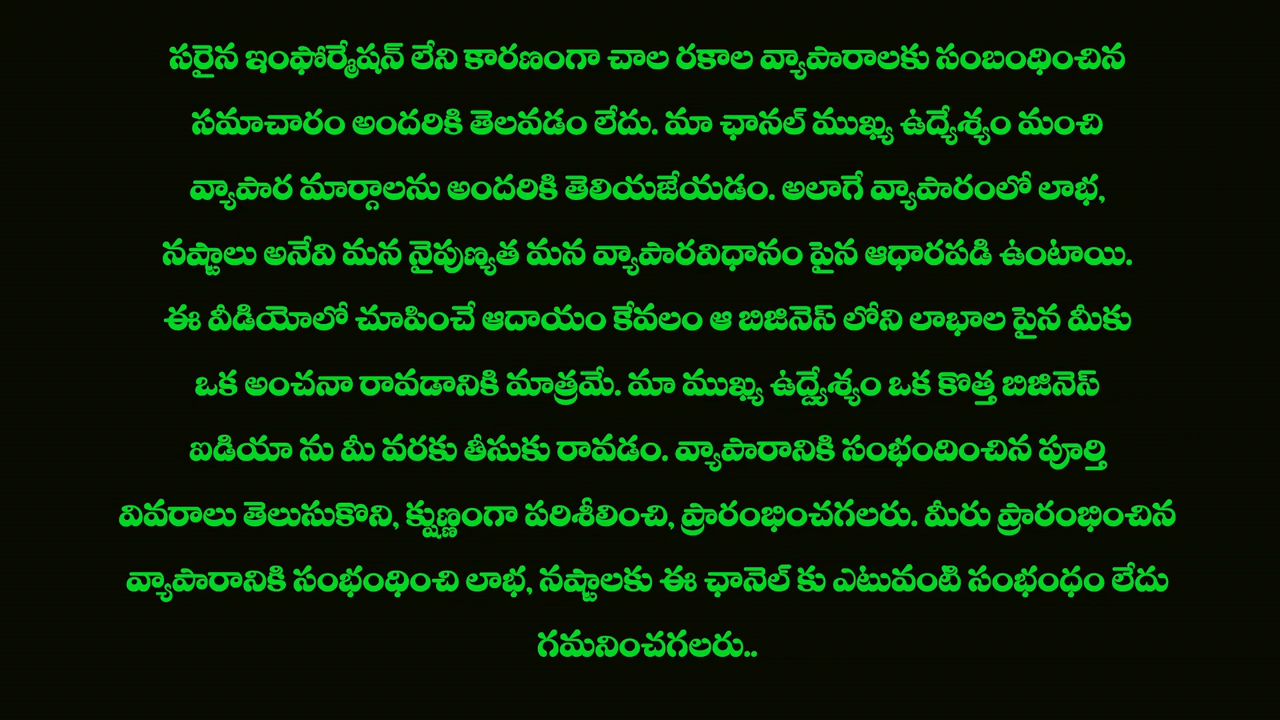 సరైన ఇంఫోర్మేషన్ లేని కారణంగా చాల రకాల వ్యాపారాలకు సంబంధించిన
సమాచారం అందరికి తెలవడం లేదు. మా ఛానల్ ముఖ్య ఉద్యేశ్యం మంచి
వ్యాపార మార్గాలను అందరికి తెలియజేయడం. అలాగే వ్యాపారంలో లాభ,
నష్టాలు అనేవి మన నైపుణ్యత మన వ్యాపారవిధానం పైన ఆధారపడి ఉంటాయి.
ఈ వీడియోలో చూపించే ఆదాయం కేవలం ఆ బిజినెస్ లోని లాభాల పైన మీకు
ఒక అంచనా రావడానికి మాత్రమే. మా ముఖ్య ఉద్ద్యేశ్యం ఒక కొత్త బిజినెస్
ఐడియా ను మీ వరకు తీసుకు రావడం. వ్యాపారానికి సంభందించిన పూర్తి
వివరాలు తెలుసుకొని, క్షుణ్ణంగా పరిశీలించి, ప్రారంభించగలరు. మీరు ప్రారంభించిన
వ్యాపారానికి సంభంధించి లాభ, నష్టాలకు ఈ ఛానెల్ కు ఎటువంటి సంభంధం లేదు
గమనించగలరు..